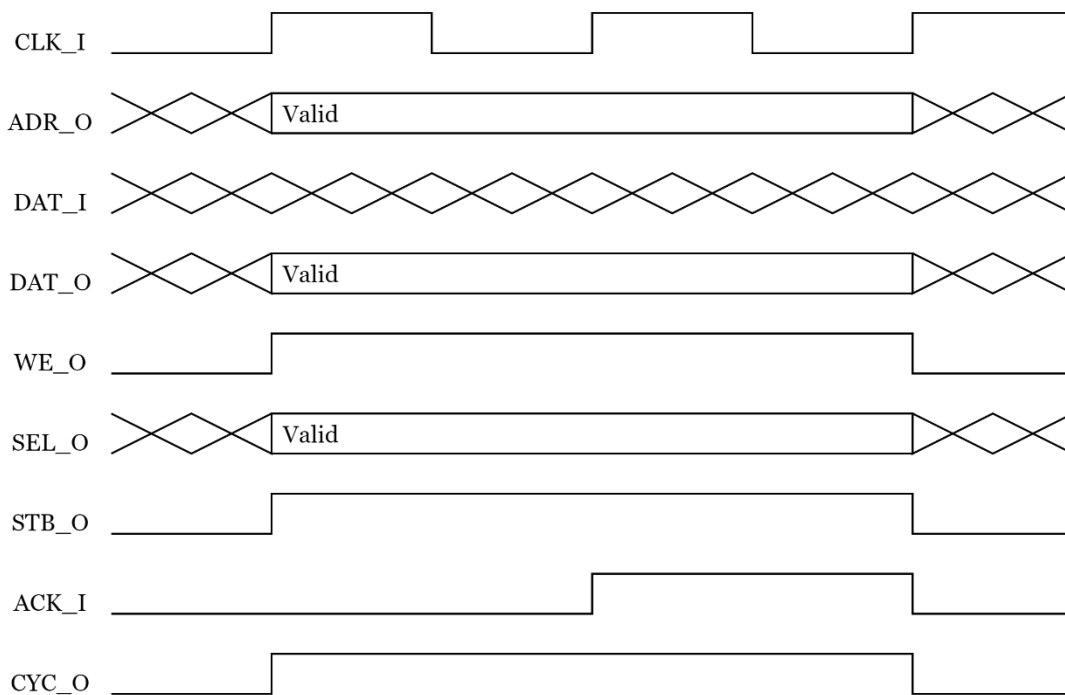 CLK_I
ADR_O Valid
DAT_I
DAT_O Valid
WE_O
SEL_O Valid
STB_O
ACK_I
CYC_O